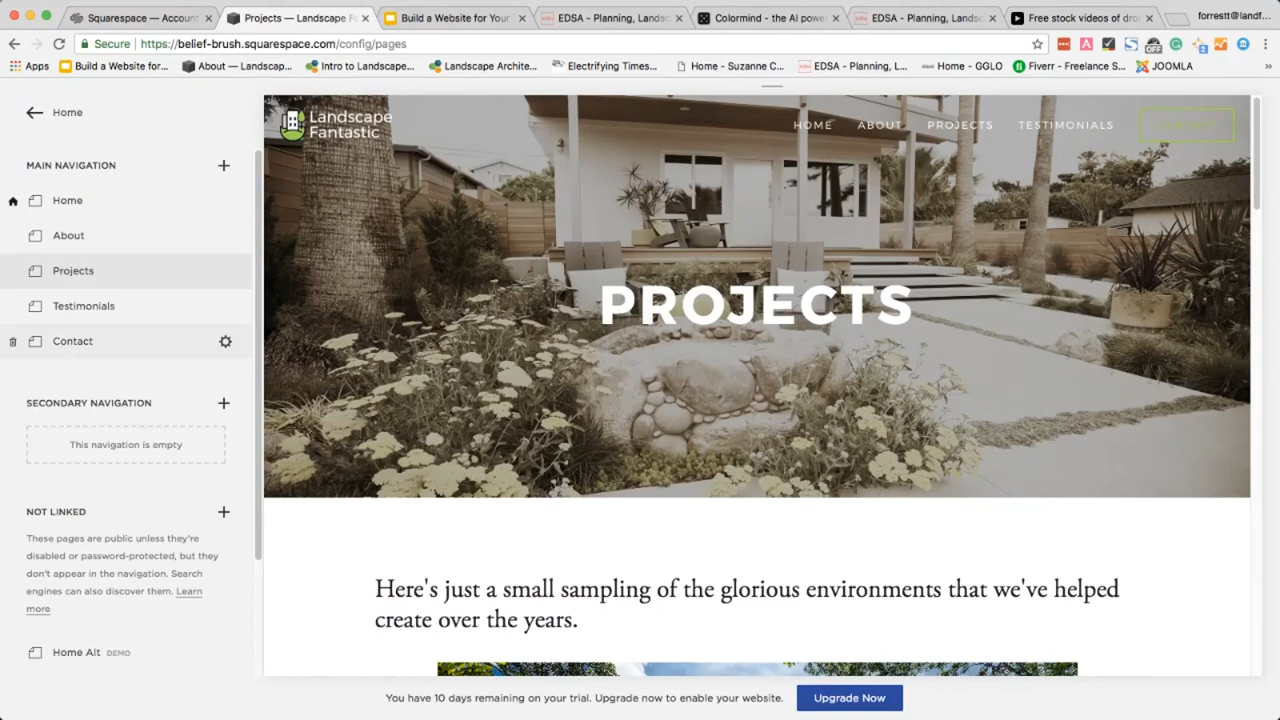 Squarespace — Account
Projects — Landscape F
Build a Website for Your
EDSA - Planning, Landsc
Colormind - the AI powe
EDSA - Planning, Landsc
Free stock videos of dro
forrestt@landf...
Secure
https://belief-brush.squarespace.com/config/pages
OFF
Apps
Build a Website for...
About — Landscap...
Intro to Landscape...
Landscape Archite...
Electrifying Times...
Home - Suzanne C...
EDSA - Planning, L...
Home - GGLO
Fiverr - Freelance S...
JOOMLA
»
Home
MAIN NAVIGATION
Home
About
Projects
Testimonials
Contact
SECONDARY NAVIGATION
This navigation is empty
NOT LINKED
These pages are public unless they're
disabled or password-protected, but they
don't appear in the navigation. Search
engines can also discover them. Learn
more
Home Alt DEMO
Landscape
Fantastic
HOME
ABOUT
PROJECTS
TESTIMONIALS
CONTACT
PROJECTS
Here's just a small sampling of the glorious environments that we've helped
create over the years.
You have 10 days remaining on your trial. Upgrade now to enable your website.
Upgrade Now